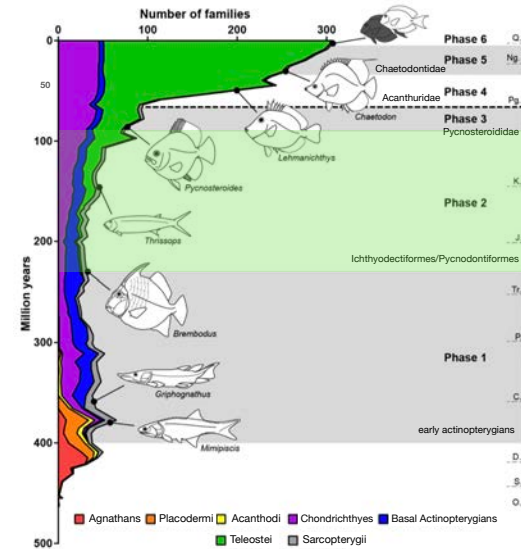 Number of families
0
100
200
300
Phase 6
Q.
Phase 5
Ng.
Chaetodontidae
50
Phase 4
Acanthuridae
Pg.
Chaetodon
Phase 3
Lehmanichthys
Pycnosteroididae
100
Pycnosteroides
K.
Phase 2
Thrissops
200
J.
Ichthyodectiformes/Pycnodontiformes
Million years
Tr.
Brembodus
300
P.
Phase 1
Griphognathus
C.
early actinopterygians
Mimipiscis
400
D.
S.
O.
500
Agnathans Placodermi Acanthodi Chondrichthyes Basal Actinopterygians
Teleostei Sarcopterygii